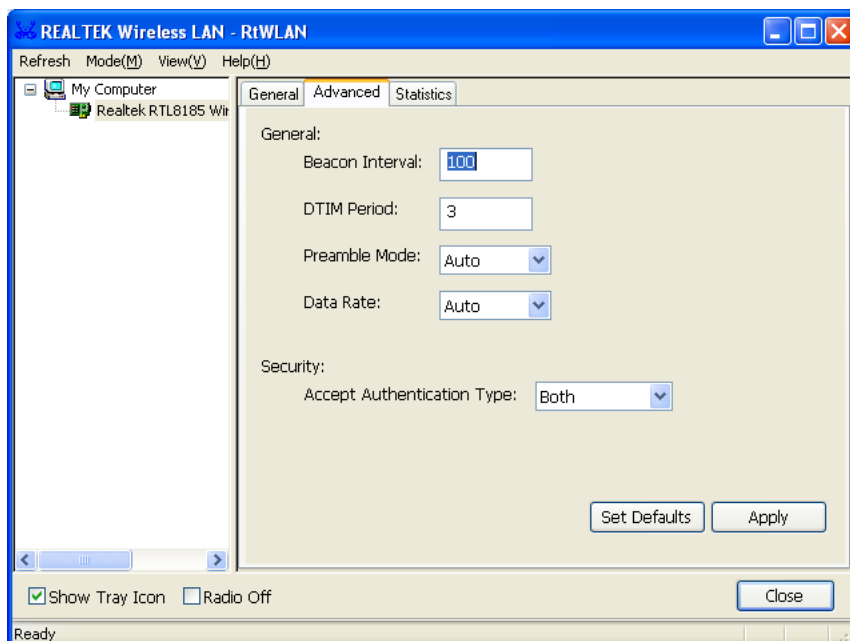 REALTEK Wireless LAN - RtWLAN
Refresh Mode(M) View(V) Help(H)
My Computer
Realtek RTL8185 Wir
General Advanced Statistics
General:
Beacon Interval: 100
DTIM Period: 3
Preamble Mode: Auto
Data Rate: Auto
Security:
Accept Authentication Type: Both
Set Defaults Apply
Show Tray Icon Radio Off Close
Ready